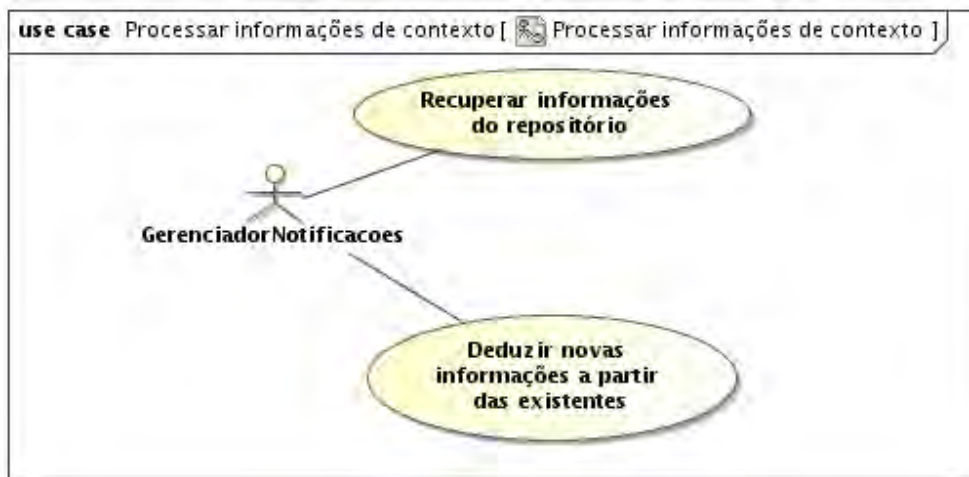 use case Processar informações de contexto [ Processar informações de contexto ]
Recuperar informações
do repositório
GerenciadorNotificacoes
Deduzir novas
informações a partir
das existentes